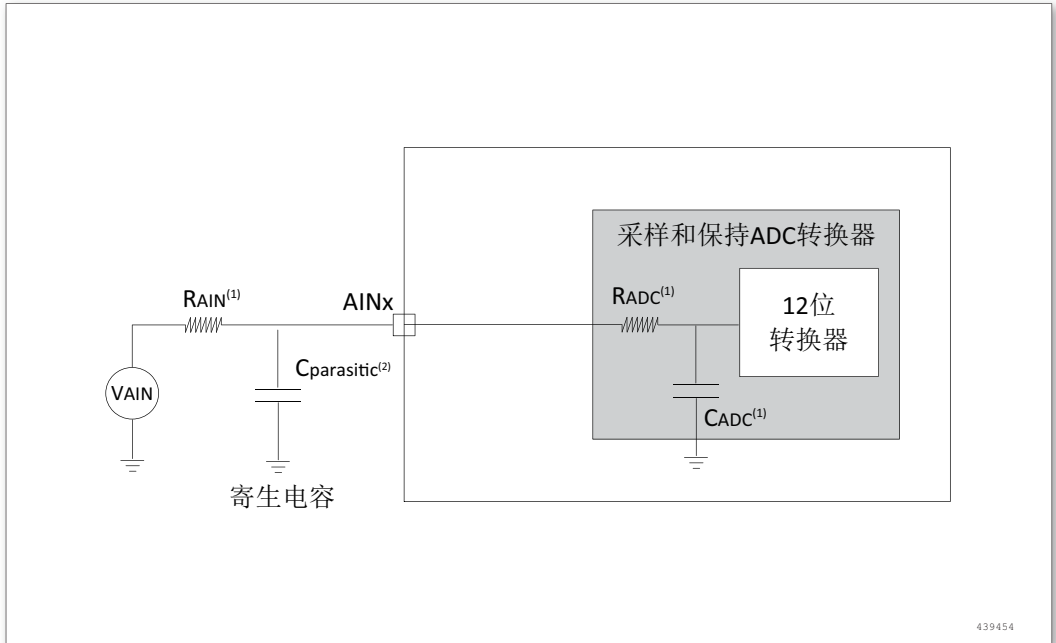 采样和保持ADC转换器
RAIN(1)
AINx
RADC(1)
12位
转换器
Cparasitic(2)
VAIN
CADC(1)
寄生电容
439454